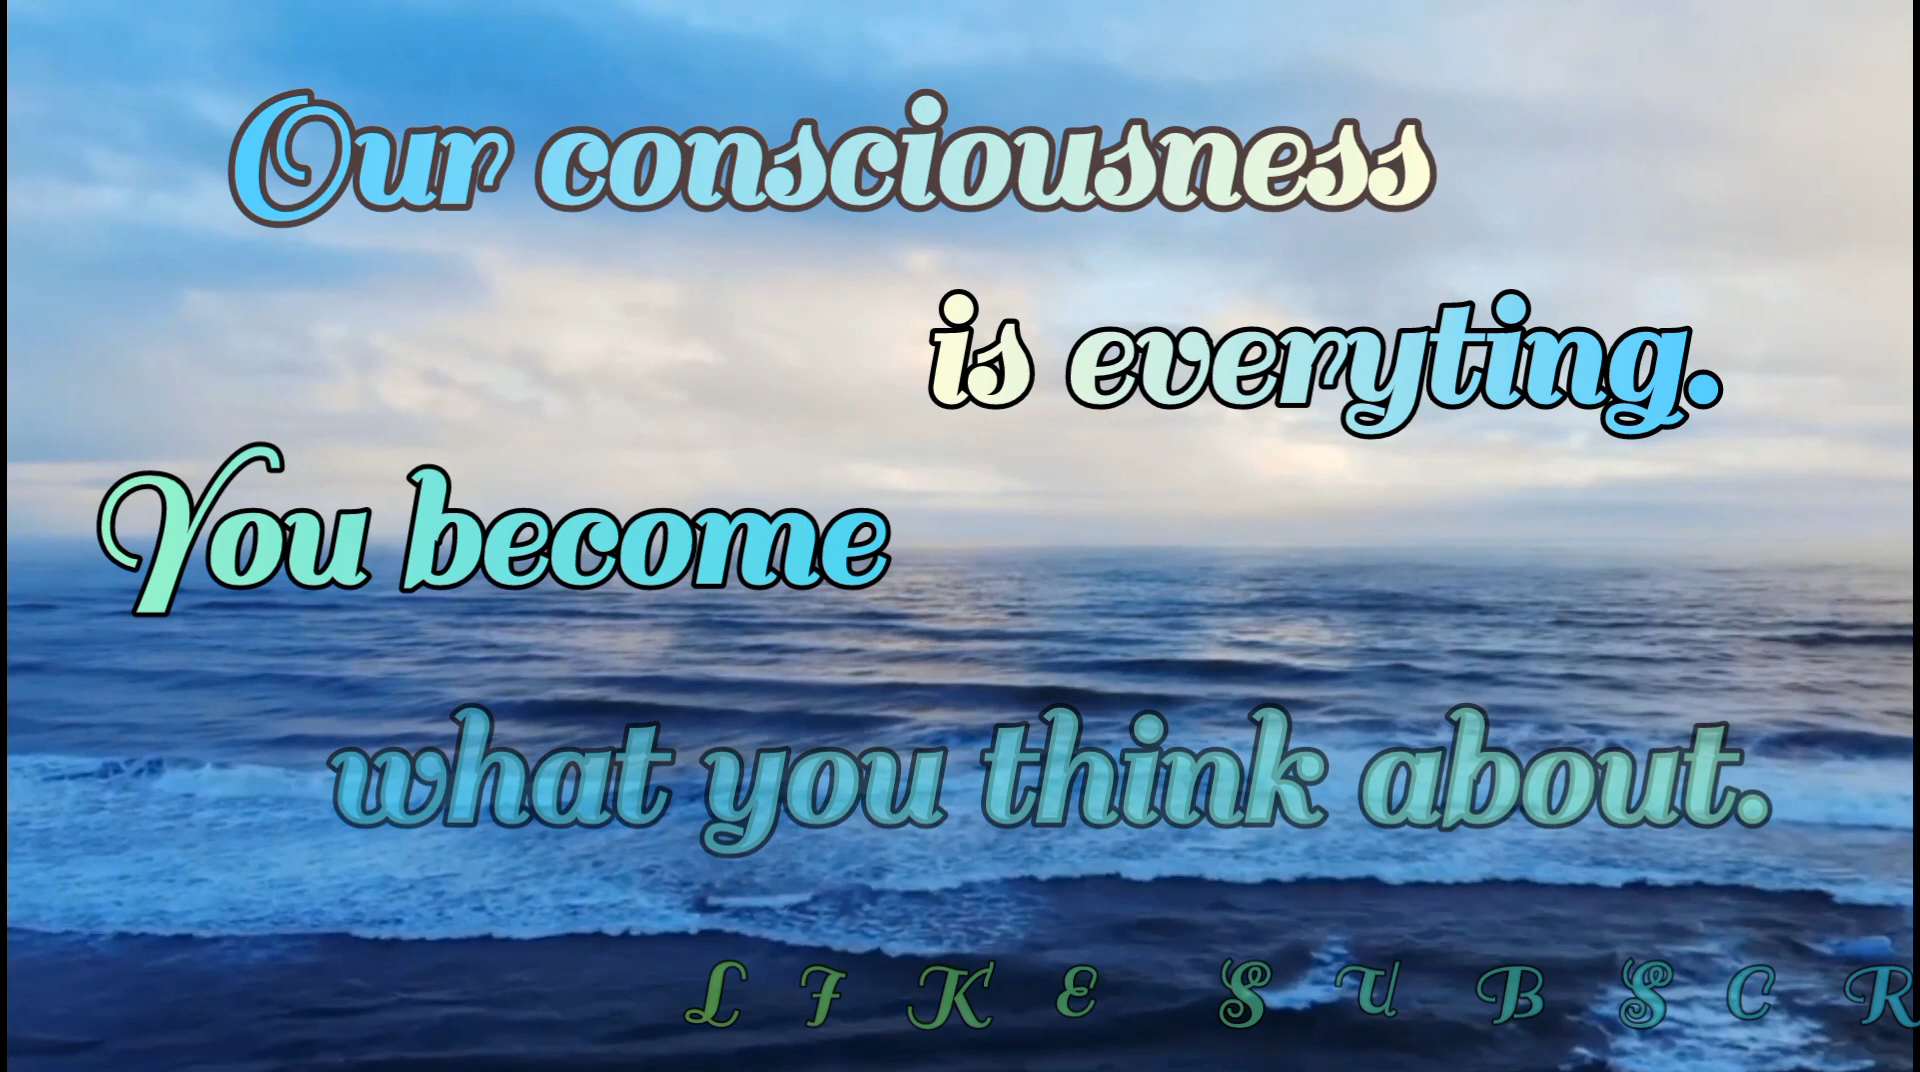 Our consciousness
is everyting.
You become
what you think about.
L I K E S U B S C R